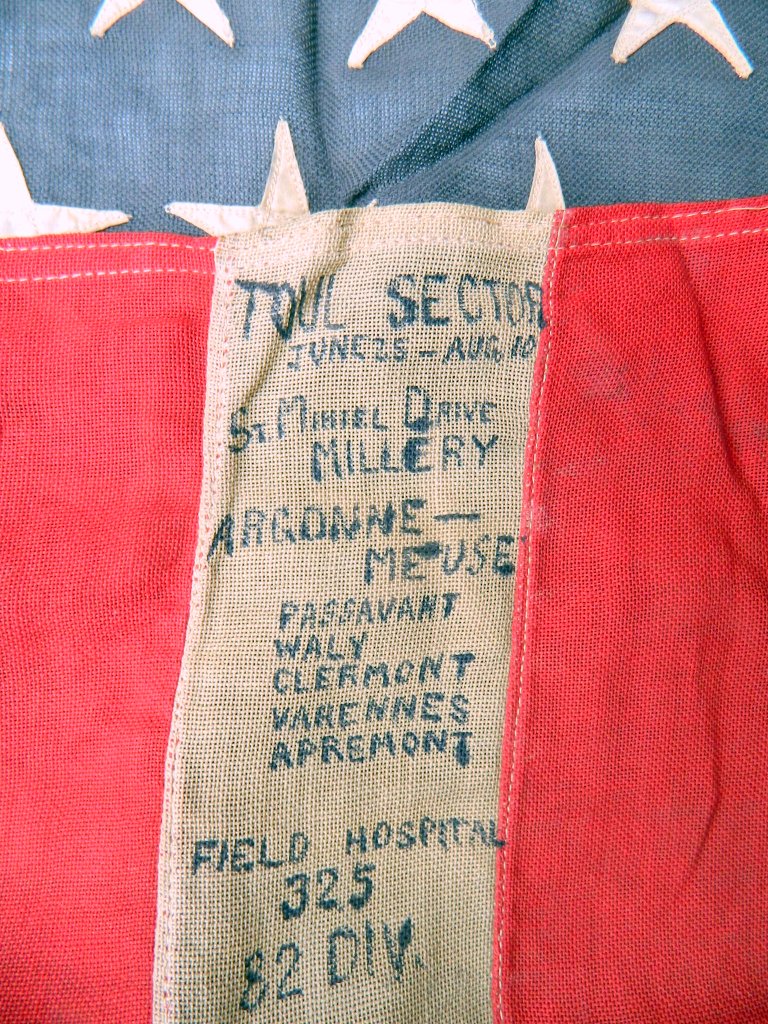 TOUL SECTOR
JUNE 25 - AUG 10
ST. MIHIEL DRIVE
MILLERY
ARGONNE —
MEUSE
PASSAVANT
WALY
CLERMONT
VARENNES
APREMONT
FIELD HOSPITAL
325
82 DIV.